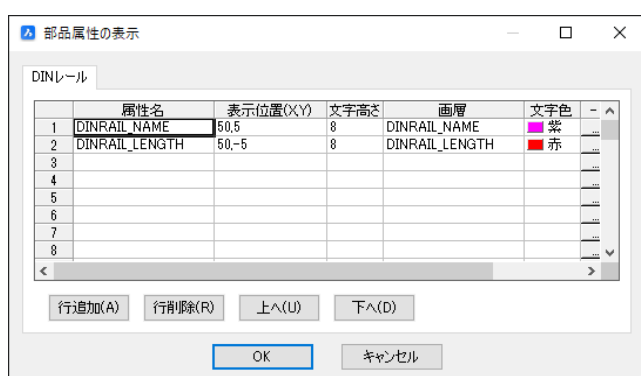 部品属性の表示
DINレール
属性名 表示位置(X,Y) 文字高さ 画層 文字色 -
1 DINRAIL_NAME 50,5 8 DINRAIL_NAME 紫 ...
2 DINRAIL_LENGTH 50,-5 8 DINRAIL_LENGTH 赤 ...
3 ...
4 ...
5 ...
6 ...
7 ...
8 ...
行追加(A) 行削除(R) 上へ(U) 下へ(D)
OK キャンセル